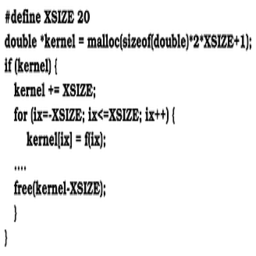 #define XSIZE 20
double *kernel = malloc(sizeof(double)*2*XSIZE+1);
if (kernel) {
kernel += XSIZE;
for (ix=-XSIZE; ix<=XSIZE; ix++) {
kernel[ix] = f(ix);
....
free(kernel-XSIZE);
}
}